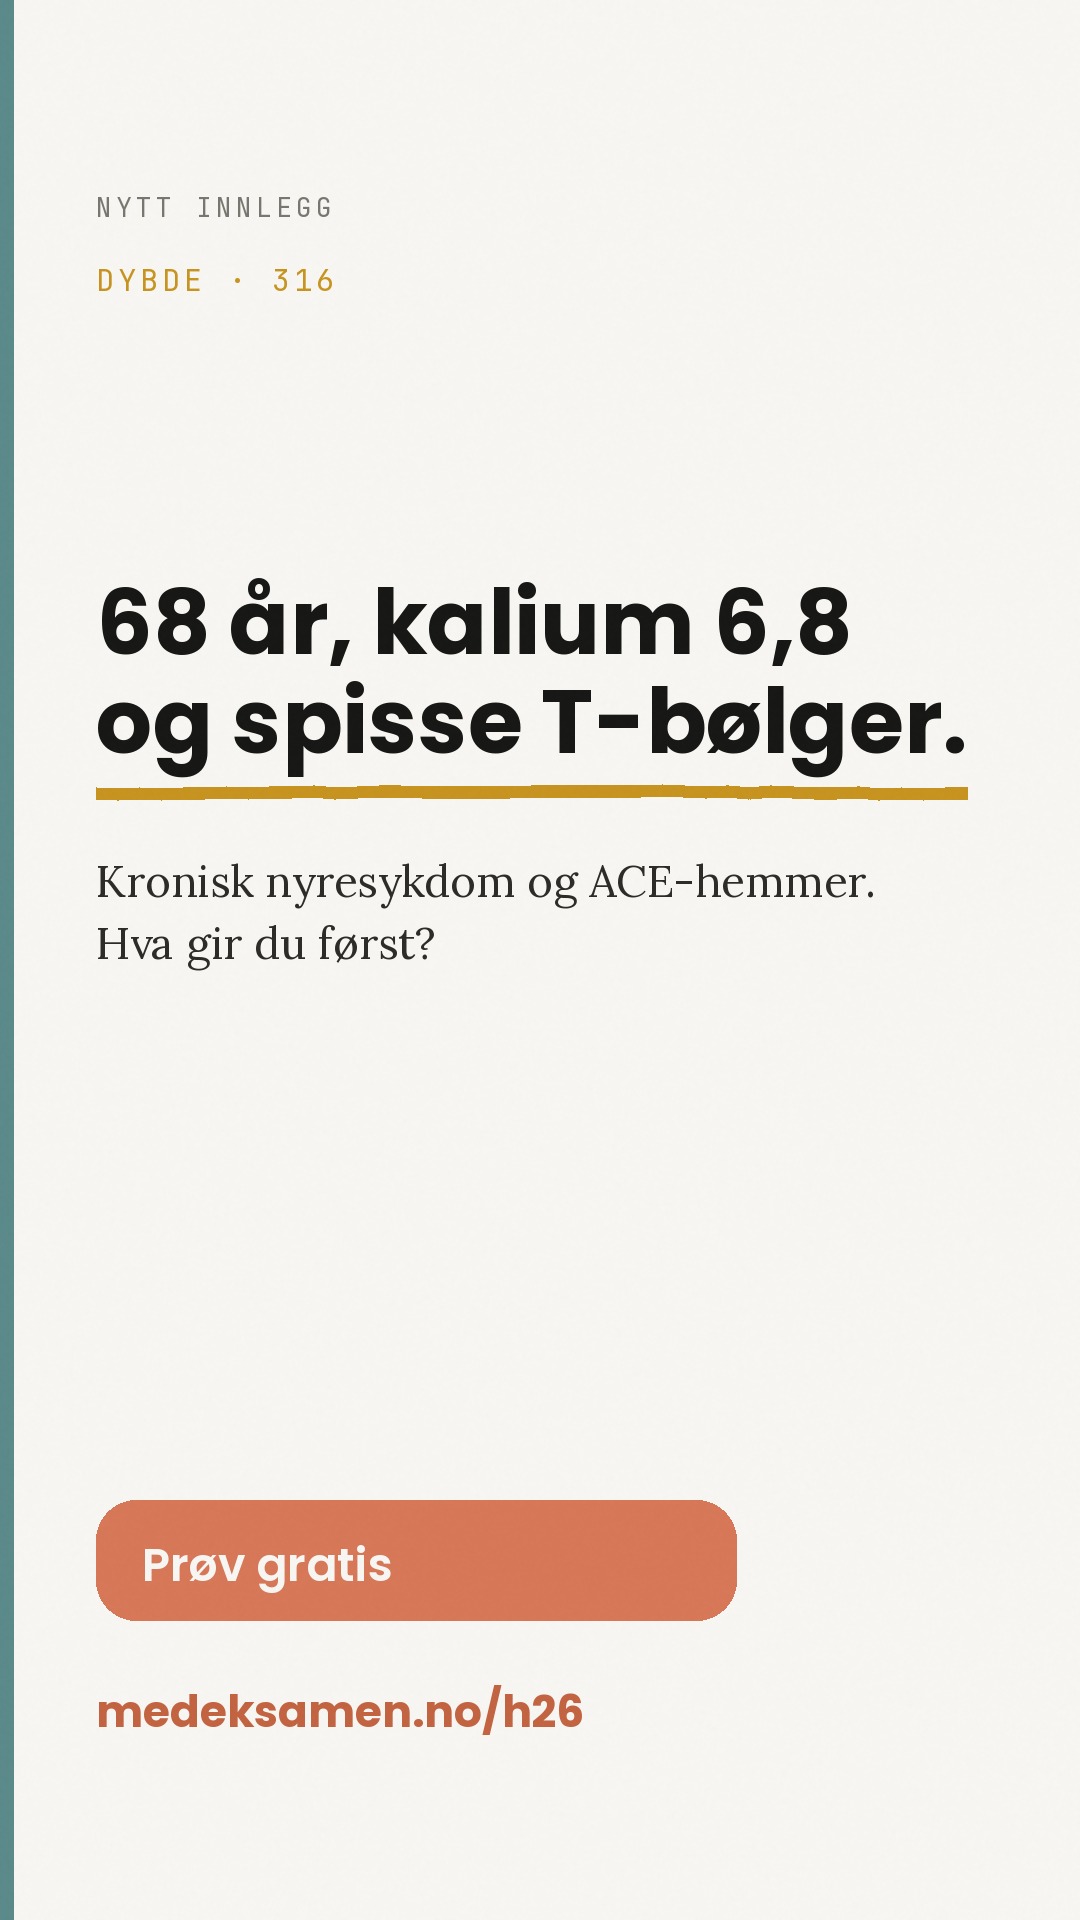 NYTT INNLEGG
DYBDE · 316
68 år, kalium 6,8
og spisse T-bølger.
Kronisk nyresykdom og ACE-hemmer.
Hva gir du først?
Prøv gratis
medeksamen.no/h26